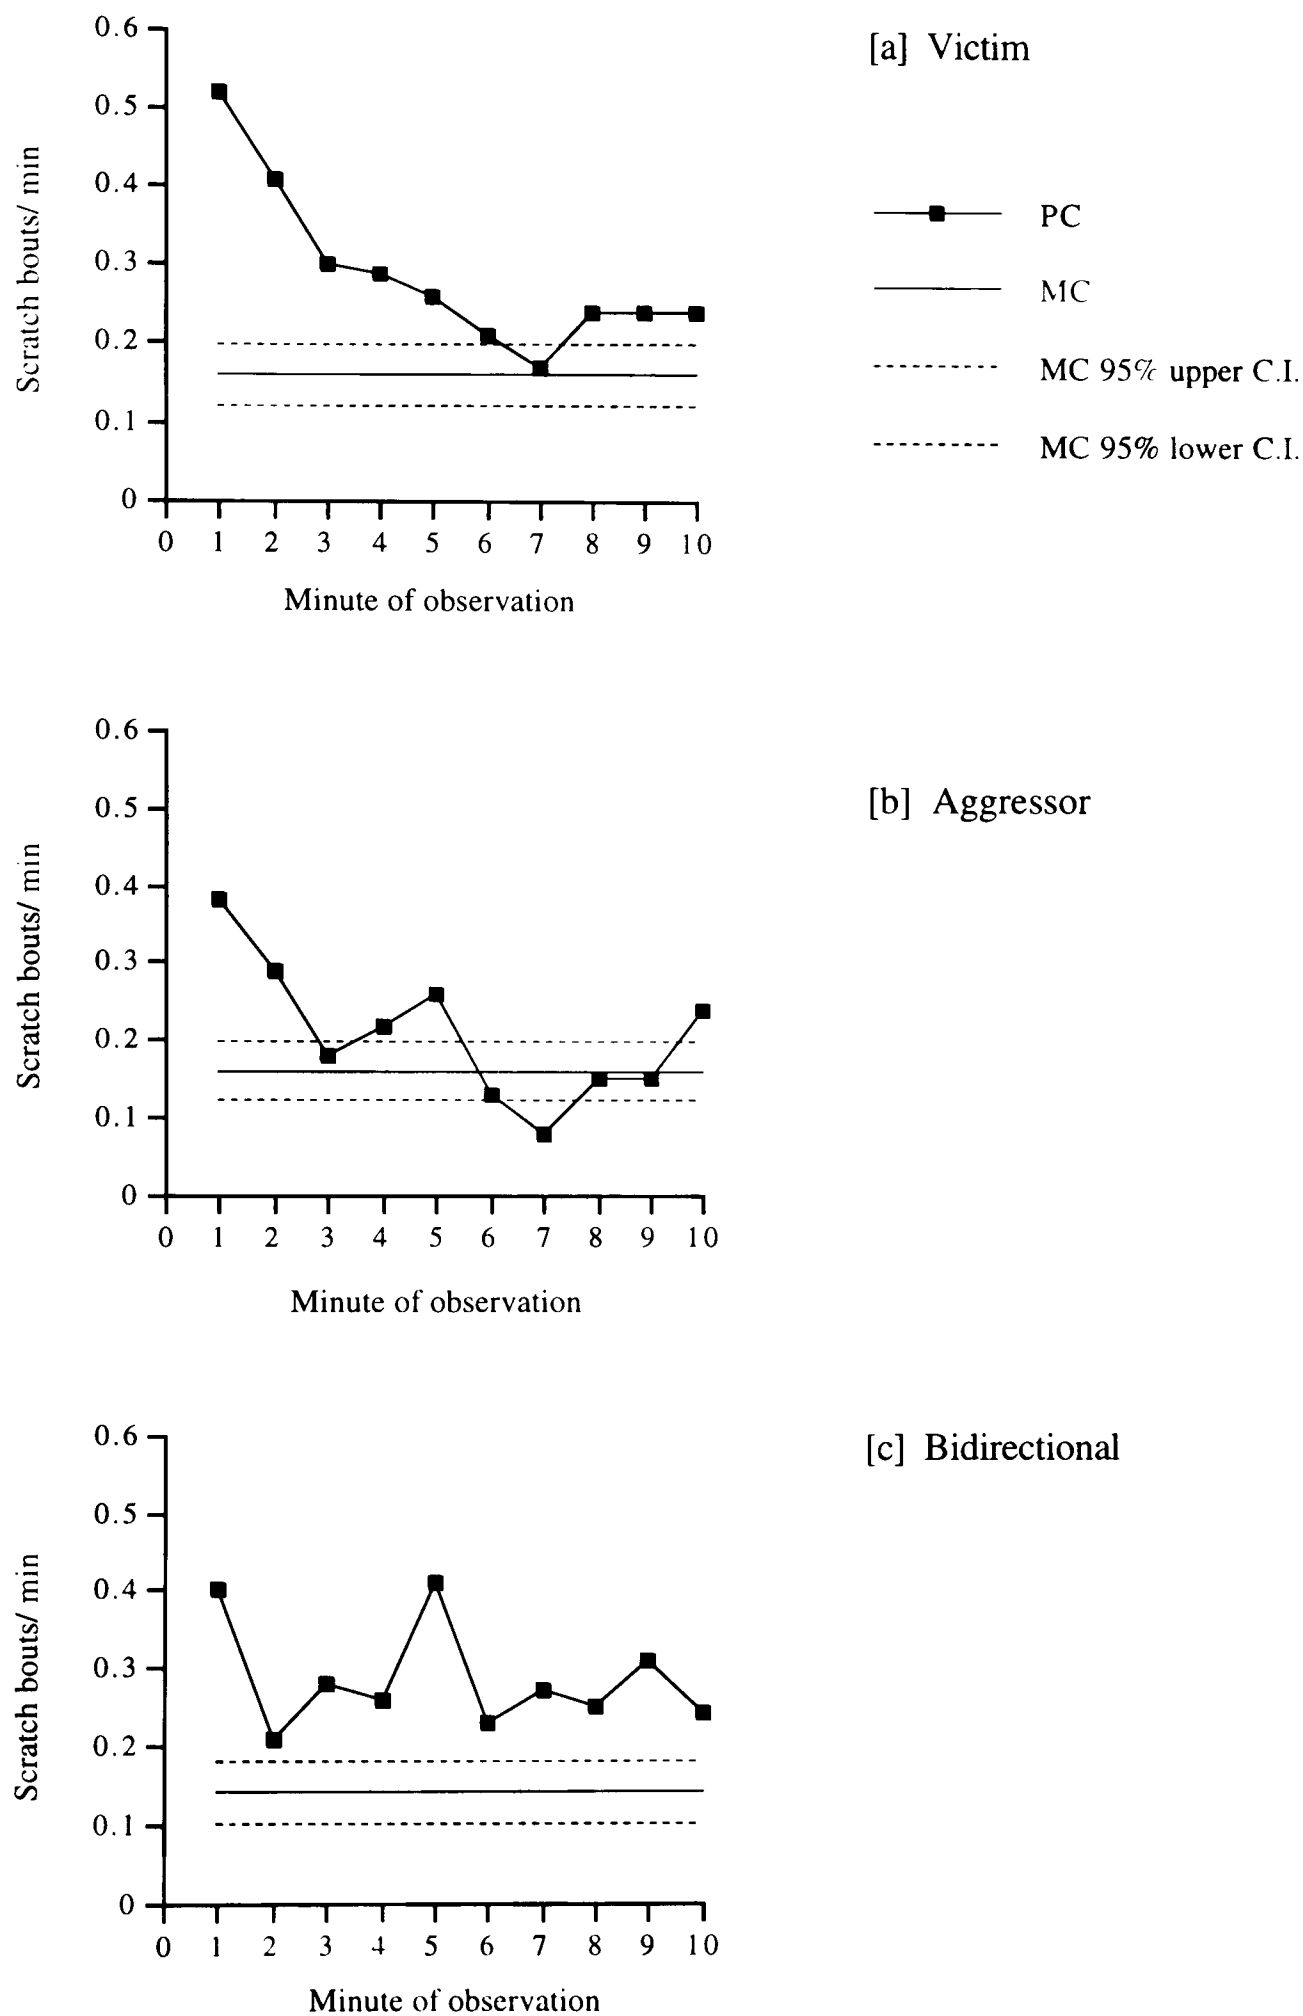 [a] Victim
0.6
0.5
0.4
0.3
0.2
0.1
0
Scratch bouts/ min
0 1 2 3 4 5 6 7 8 9 10
Minute of observation
PC
MC
MC 95% upper C.I.
MC 95% lower C.I.
[b] Aggressor
0.6
0.5
0.4
0.3
0.2
0.1
0
Scratch bouts/ min
0 1 2 3 4 5 6 7 8 9 10
Minute of observation
[c] Bidirectional
0.6
0.5
0.4
0.3
0.2
0.1
0
Scratch bouts/ min
0 1 2 3 4 5 6 7 8 9 10
Minute of observation